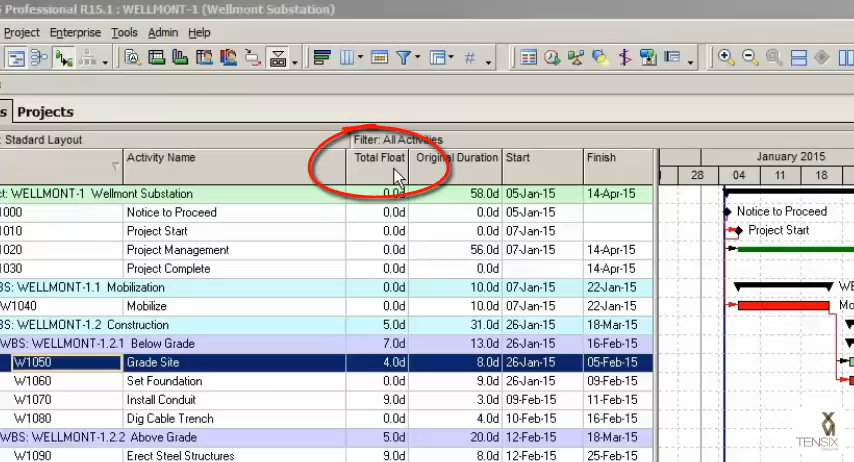 Professional R15.1 : WELLMONT-1 (Wellmont Substation)
Project Enterprise Tools Admin Help
Projects
: Stadard Layout Filter: All Activities
Activity Name Total Float Original Duration Start Finish January 2015
28 04 11 18
ct: WELLMONT-1 Wellmont Substation 0.0d 58.0d 05-Jan-15 14-Apr-15
1000 Notice to Proceed 0.0d 0.0d 05-Jan-15 Notice to Proceed
1010 Project Start 0.0d 0.0d 07-Jan-15 Project Start
1020 Project Management 0.0d 56.0d 07-Jan-15 14-Apr-15
1030 Project Complete 0.0d 0.0d 14-Apr-15
BS: WELLMONT-1.1 Mobilization 0.0d 10.0d 07-Jan-15 22-Jan-15
W1040 Mobilize 0.0d 10.0d 07-Jan-15 22-Jan-15
BS: WELLMONT-1.2 Construction 5.0d 31.0d 26-Jan-15 18-Mar-15
WBS: WELLMONT-1.2.1 Below Grade 7.0d 13.0d 26-Jan-15 16-Feb-15
W1050 Grade Site 4.0d 8.0d 26-Jan-15 05-Feb-15
W1060 Set Foundation 0.0d 9.0d 26-Jan-15 09-Feb-15
W1070 Install Conduit 9.0d 3.0d 09-Feb-15 11-Feb-15
W1080 Dig Cable Trench 0.0d 4.0d 10-Feb-15 16-Feb-15
WBS: WELLMONT-1.2.2 Above Grade 5.0d 20.0d 12-Feb-15 18-Mar-15
W1090 Erect Steel Structures 9.0d 8.0d 12-Feb-15 25-Feb-15
TENSIX